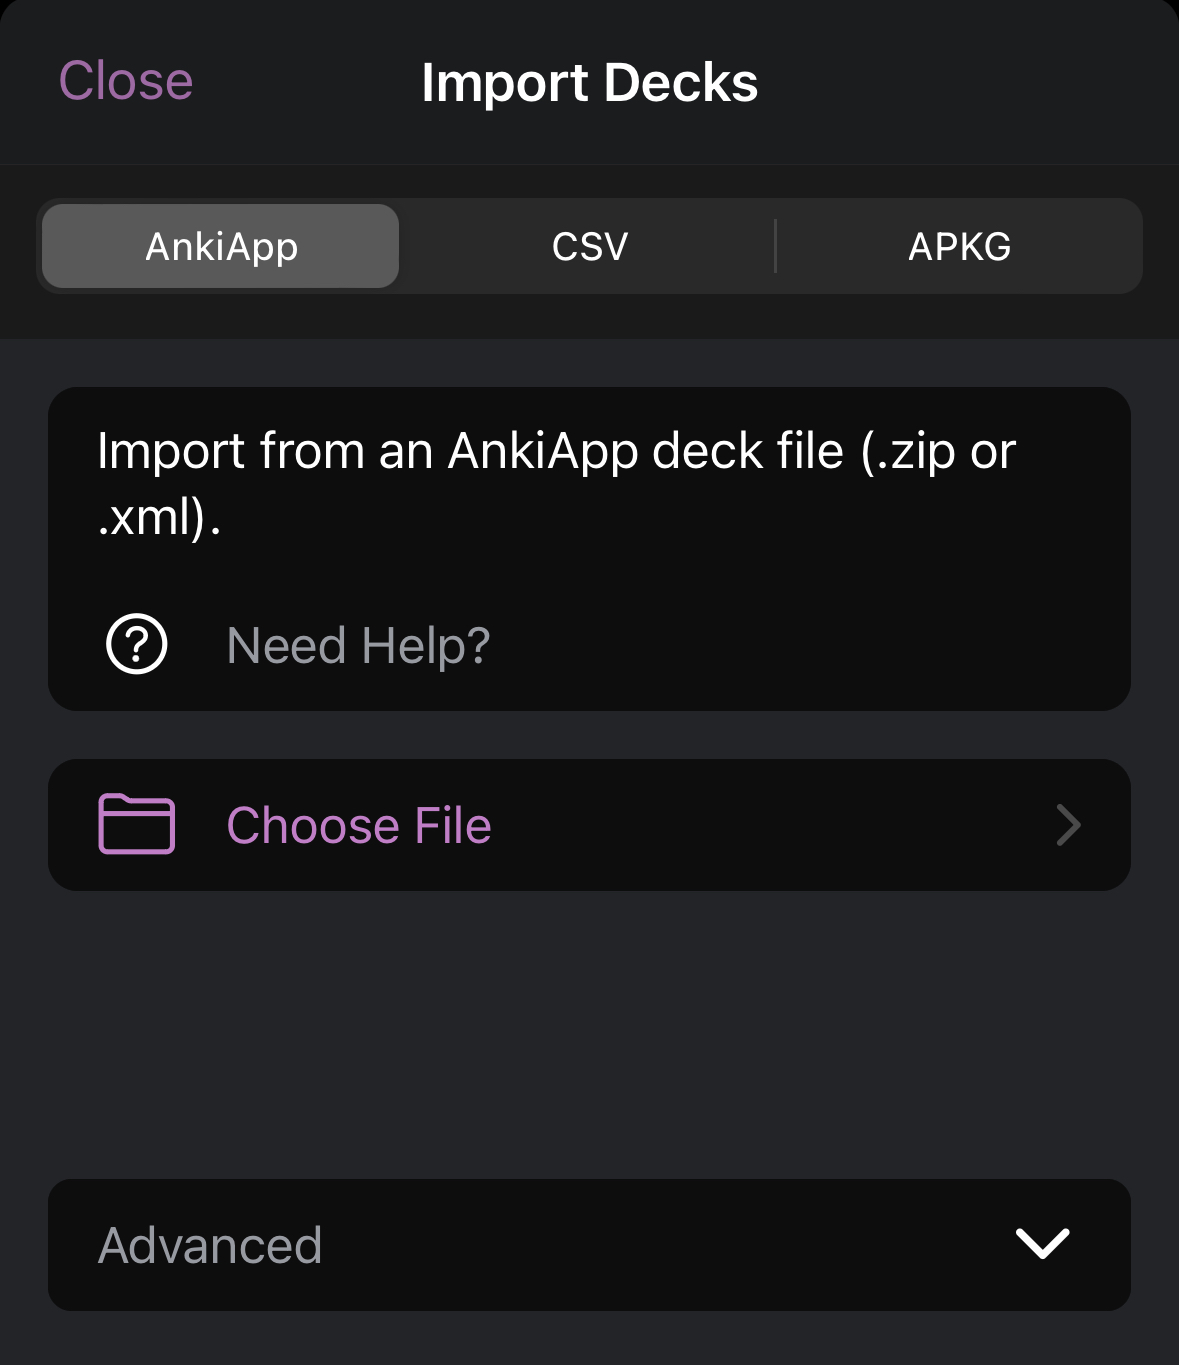 Close
Import Decks
AnkiApp
CSV
APKG
Import from an AnkiApp deck file (.zip or
.xml).
Need Help?
Choose File
Advanced